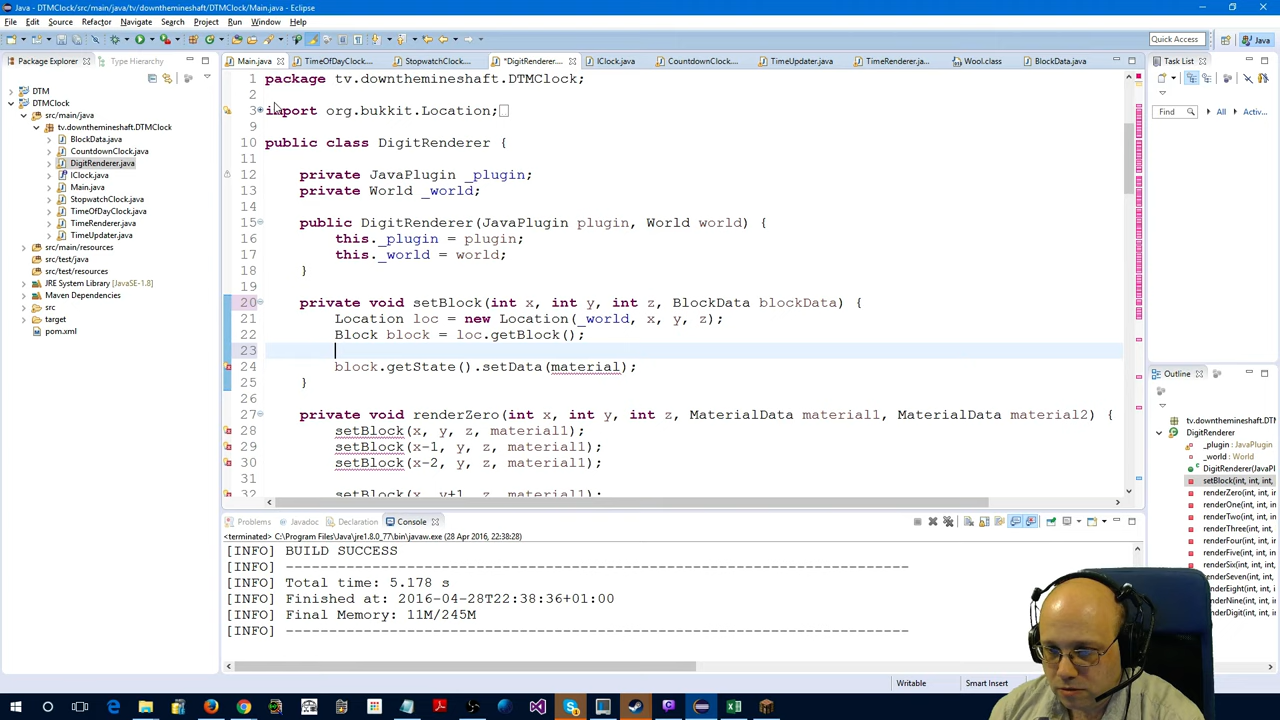 Java - DTMClock/src/main/java/tv/downthemineshaft/DTMClock/Main.java - Eclipse
File Edit Source Refactor Navigate Search Project Run Window Help
Quick Access
Java
Package Explorer Type Hierarchy
Main.java TimeOfDayClock.... StopwatchClock.... *DigitRenderer.... IClock.java CountdownClock.... TimeUpdater.java TimeRenderer.ja... Wool.class BlockData.java
Task List
Find All Activ...
DTM
DTMClock
src/main/java
tv.downthemineshaft.DTMClock
BlockData.java
CountdownClock.java
DigitRenderer.java
IClock.java
Main.java
StopwatchClock.java
TimeOfDayClock.java
TimeRenderer.java
TimeUpdater.java
src/main/resources
src/test/java
src/test/resources
JRE System Library [JavaSE-1.8]
Maven Dependencies
src
target
pom.xml
1 package tv.downthemineshaft.DTMClock;
2
3 import org.bukkit.Location;
9
10 public class DigitRenderer {
11
12 private JavaPlugin _plugin;
13 private World _world;
14
15 public DigitRenderer(JavaPlugin plugin, World world) {
16 this._plugin = plugin;
17 this._world = world;
18 }
19
20 private void setBlock(int x, int y, int z, BlockData blockData) {
21 Location loc = new Location(_world, x, y, z);
22 Block block = loc.getBlock();
23
24 block.getState().setData(material);
25 }
26
27 private void renderZero(int x, int y, int z, MaterialData material1, MaterialData material2) {
28 setBlock(x, y, z, material1);
29 setBlock(x-1, y, z, material1);
30 setBlock(x-2, y, z, material1);
31
32 setBlock(x, y+1, z, material1);
Outline
tv.downthemineshaft.DTM
DigitRenderer
_plugin : JavaPlugin
_world : World
DigitRenderer(JavaPlugin
setBlock(int, int, int,
renderZero(int, int, int,
renderOne(int, int, int,
renderTwo(int, int, int,
renderThree(int, int, int,
renderFour(int, int, int,
renderFive(int, int, int,
renderSix(int, int, int,
renderSeven(int, int,
renderEight(int, int,
renderNine(int, int,
renderDigit(int, int,
Problems Javadoc Declaration Console
<terminated> C:\Program Files\Java\jre1.8.0_77\bin\javaw.exe (28 Apr 2016, 22:38:28)
[INFO] BUILD SUCCESS
[INFO] ------------------------------------------------------------------------
[INFO] Total time: 5.178 s
[INFO] Finished at: 2016-04-28T22:38:36+01:00
[INFO] Final Memory: 11M/245M
[INFO] ------------------------------------------------------------------------
Writable Smart Insert